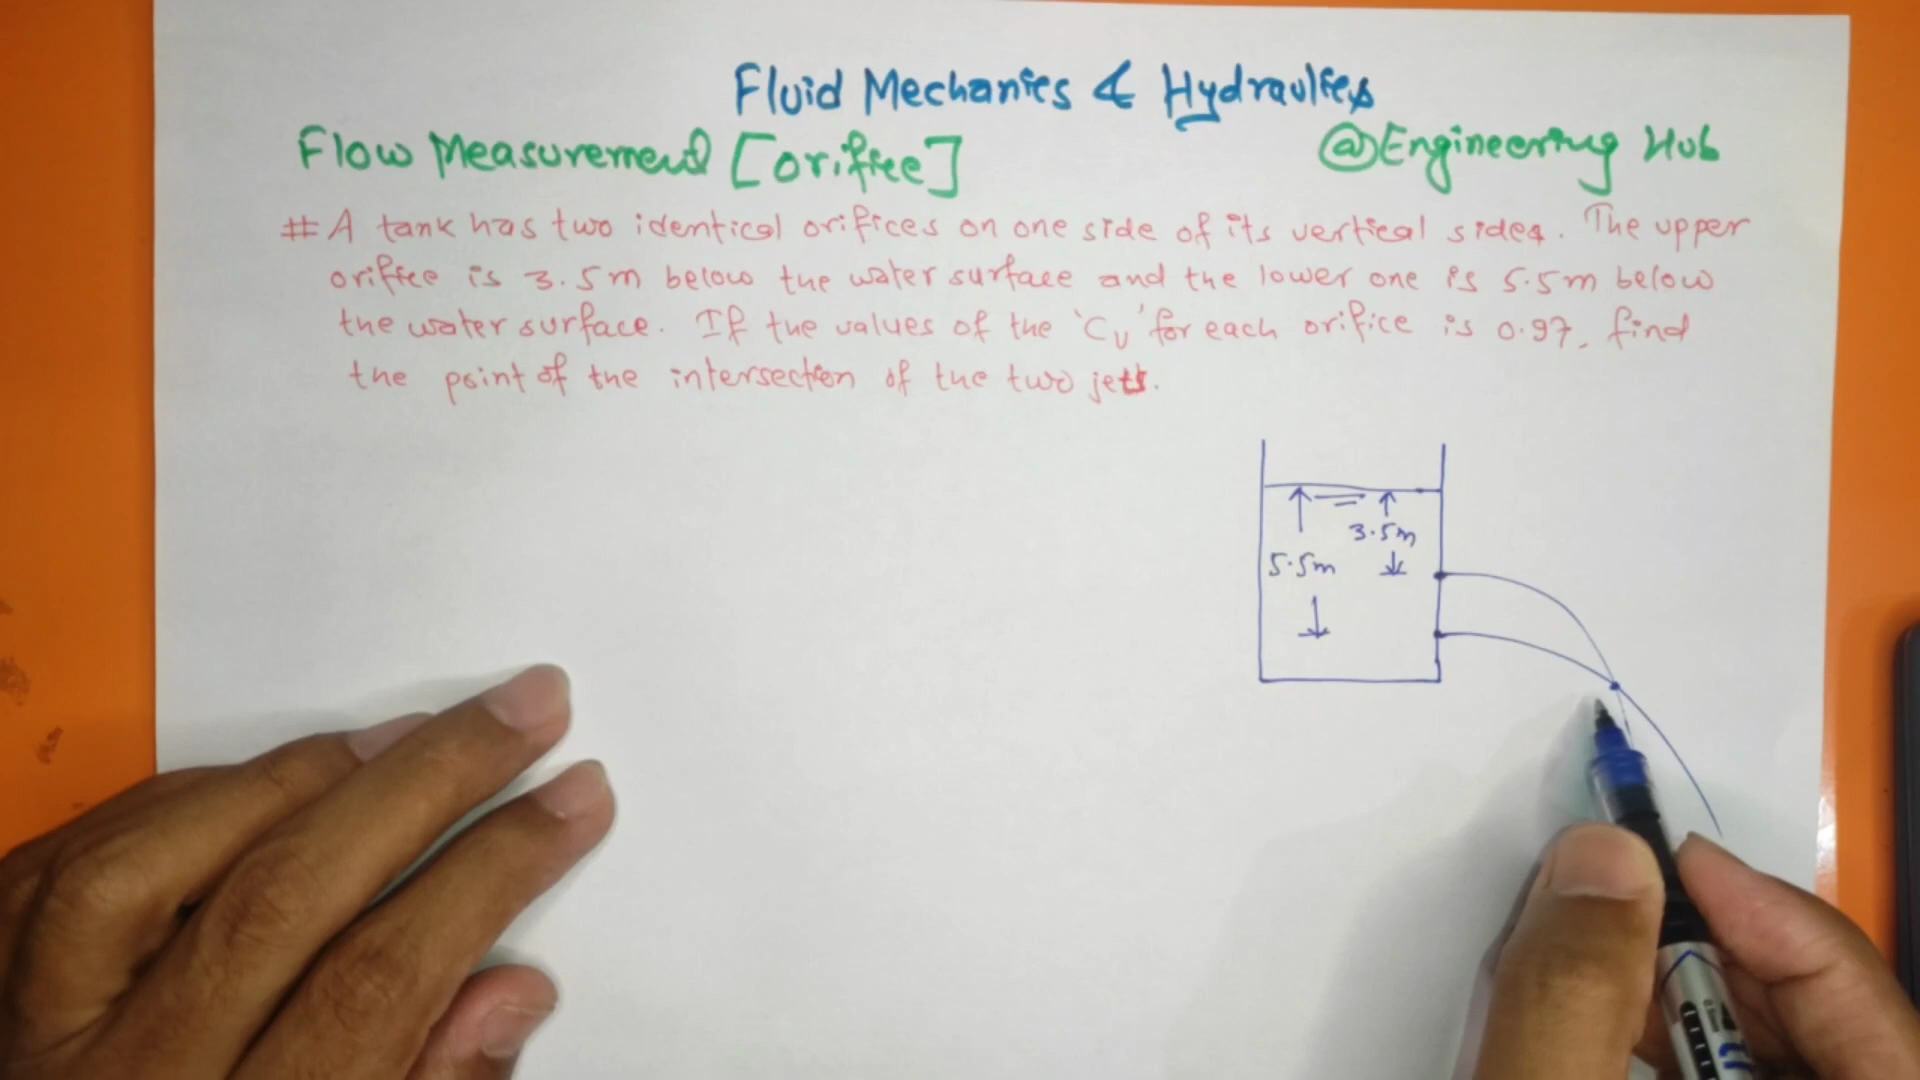 Fluid Mechanics & Hydraulics
Flow Measurement [orifice]
@Engineering Hub
# A tank has two identical orifices on one side of its vertical sides. The upper
orifice is 3.5m below the water surface and the lower one is 5.5m below
the water surface. If the values of the 'Cv' for each orifice is 0.97, find
the point of the intersection of the two jets.
3.5m
5.5m